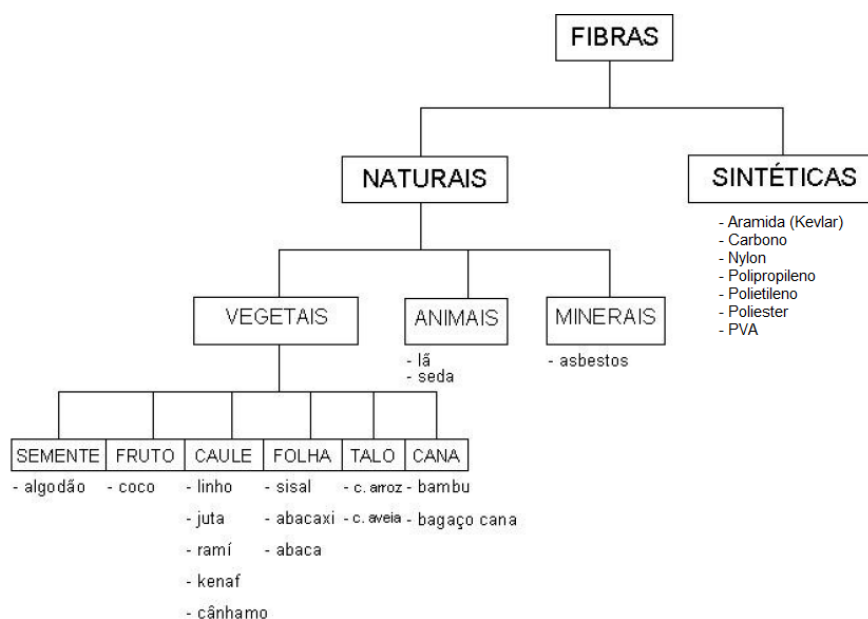 FIBRAS
NATURAIS
SINTÉTICAS
- Aramida (Kevlar)
- Carbono
- Nylon
- Polipropileno
- Polietileno
- Poliester
- PVA
VEGETAIS
ANIMAIS
MINERAIS
- lã
- seda
- asbestos
SEMENTE
FRUTO
CAULE
FOLHA
TALO
CANA
- algodão
- coco
- linho
- juta
- ramí
- kenaf
- cânhamo
- sisal
- abacaxi
- abaca
- c. arroz
- c. aveia
- bambu
- bagaço cana